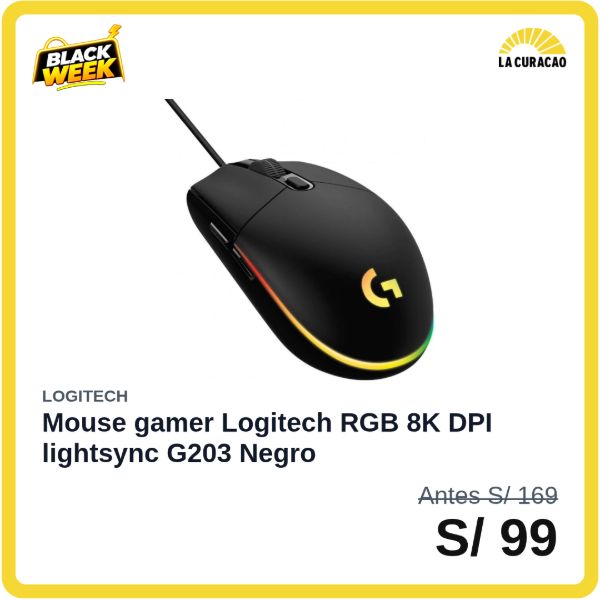 BLACK
WEEK
LA CURACAO
LOGITECH
Mouse gamer Logitech RGB 8K DPI
lightsync G203 Negro
Antes S/ 169
S/ 99